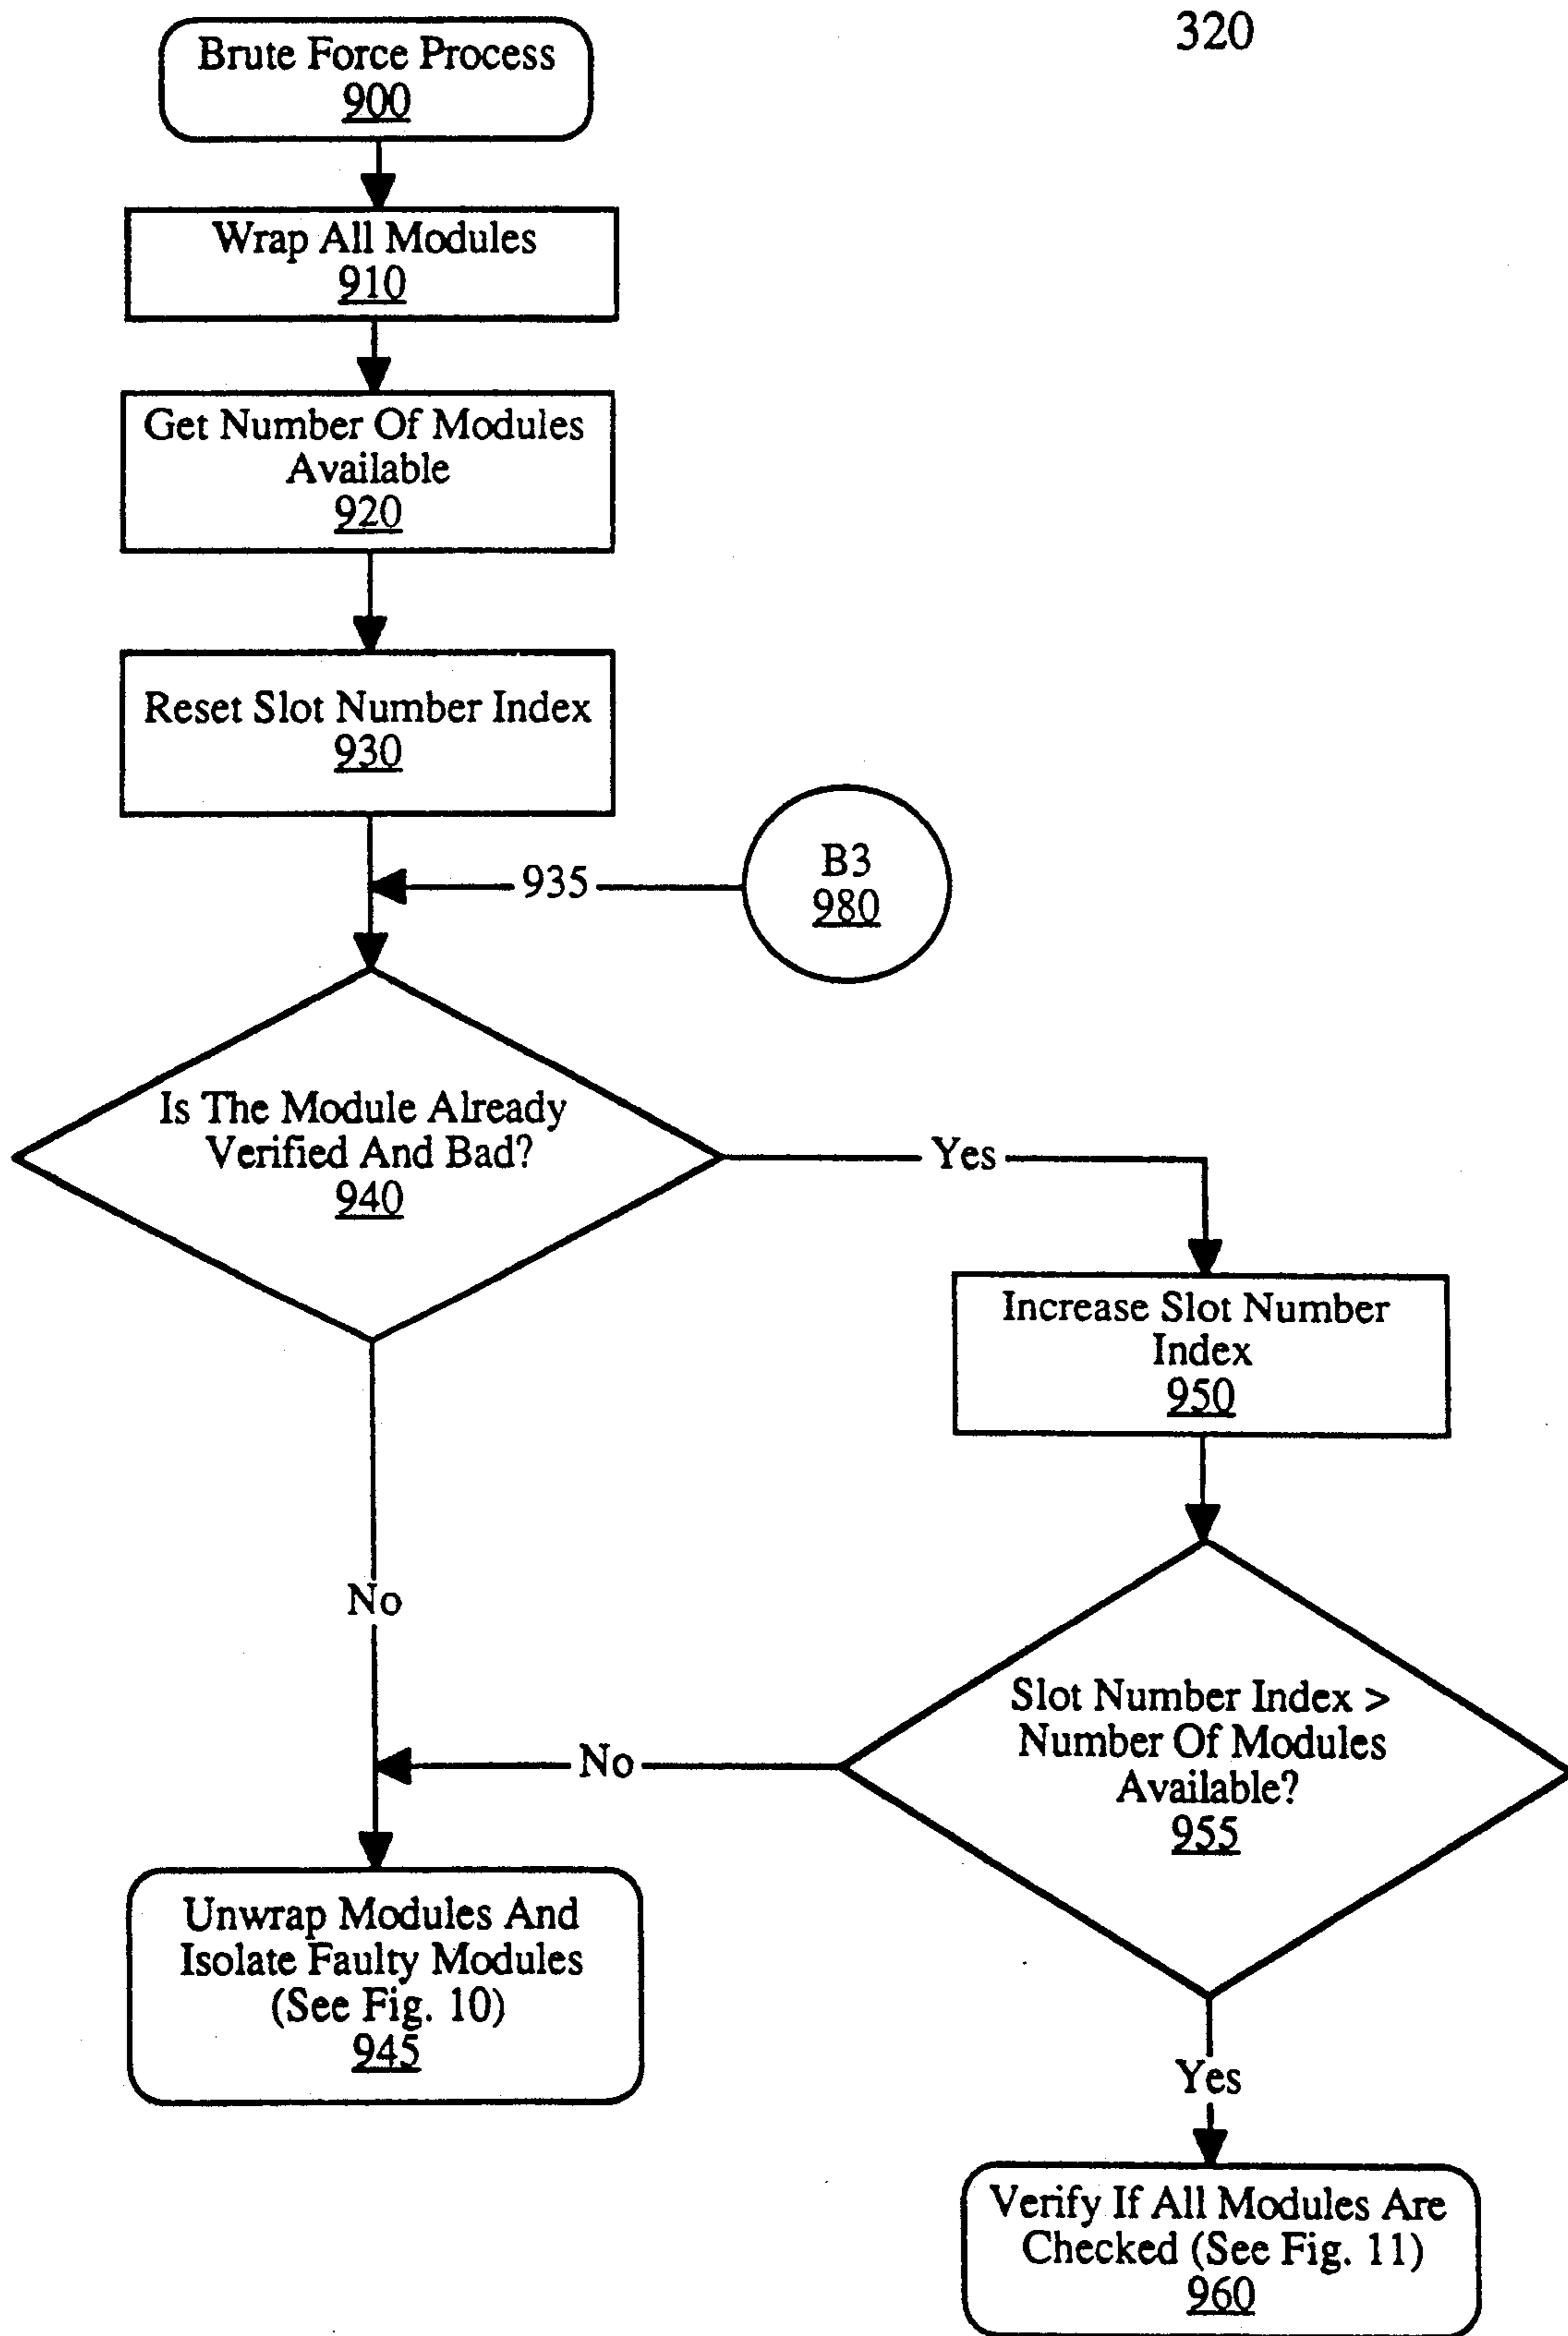 320
Brute Force Process
900
Wrap All Modules
910
Get Number Of Modules
Available
920
Reset Slot Number Index
930
935
B3
980
Is The Module Already
Verified And Bad?
940
Yes
Increase Slot Number
Index
950
No
Slot Number Index >
Number Of Modules
Available?
955
No
Unwrap Modules And
Isolate Faulty Modules
(See Fig. 10)
945
Yes
Verify If All Modules Are
Checked (See Fig. 11)
960